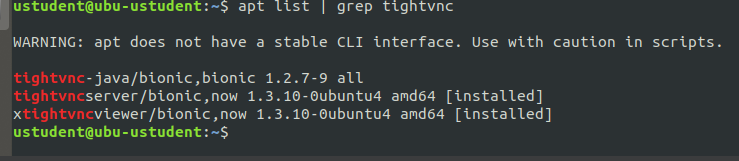 ustudent@ubu-ustudent:~$ apt list | grep tightvnc
WARNING: apt does not have a stable CLI interface. Use with caution in scripts.
tightvnc-java/bionic,bionic 1.2.7-9 all
tightvncserver/bionic,now 1.3.10-0ubuntu4 amd64 [installed]
xtightvncviewer/bionic,now 1.3.10-0ubuntu4 amd64 [installed]
ustudent@ubu-ustudent:~$